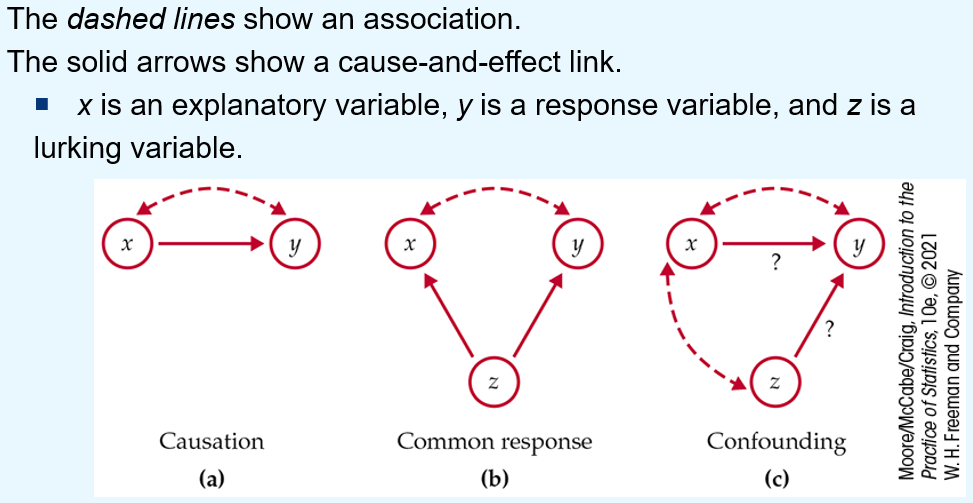 The dashed lines show an association.
The solid arrows show a cause-and-effect link.
▪ x is an explanatory variable, y is a response variable, and z is a
lurking variable.
x
y
Causation
(a)
x
y
z
Common response
(b)
x
y
?
?
z
Confounding
(c)
Moore/McCabe/Craig, Introduction to the
Practice of Statistics, 10e, © 2021
W. H. Freeman and Company